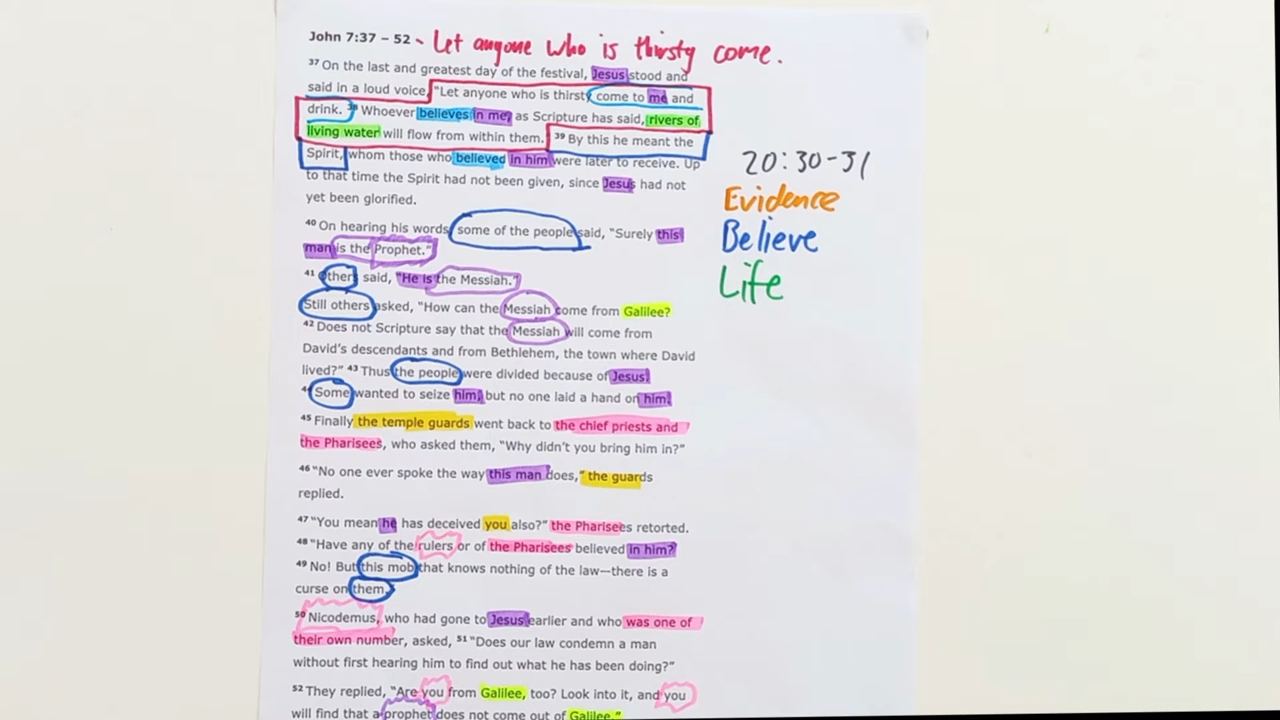 John 7:37 – 52 - Let anyone who is thirsty come.
37 On the last and greatest day of the festival, Jesus stood and
said in a loud voice, "Let anyone who is thirsty come to me and
drink. 38 Whoever believes in me, as Scripture has said, rivers of
living water will flow from within them. 39 By this he meant the
Spirit, whom those who believed in him were later to receive. Up
to that time the Spirit had not been given, since Jesus had not
yet been glorified.
40 On hearing his words, some of the people said, "Surely this
man is the Prophet."
41 Others said, "He is the Messiah."
Still others asked, "How can the Messiah come from Galilee?
42 Does not Scripture say that the Messiah will come from
David's descendants and from Bethlehem, the town where David
lived?" 43 Thus the people were divided because of Jesus.
44 Some wanted to seize him, but no one laid a hand on him.
45 Finally the temple guards went back to the chief priests and
the Pharisees, who asked them, "Why didn't you bring him in?"
46 "No one ever spoke the way this man does," the guards
replied.
47 "You mean he has deceived you also?" the Pharisees retorted.
48 "Have any of the rulers or of the Pharisees believed in him?
49 No! But this mob that knows nothing of the law—there is a
curse on them."
50 Nicodemus, who had gone to Jesus earlier and who was one of
their own number, asked, 51 "Does our law condemn a man
without first hearing him to find out what he has been doing?"
52 They replied, "Are you from Galilee, too? Look into it, and you
will find that a prophet does not come out of Galilee."
20:30-31
Evidence
Believe
Life